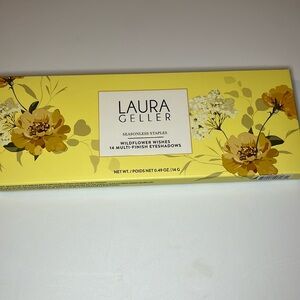 LAURA
GELLER
SEASONLESS STAPLES
WILDFLOWER WISHES
14 MULTI-FINISH EYESHADOWS
NET WT. / POIDS NET 0.49 OZ. / 14 G